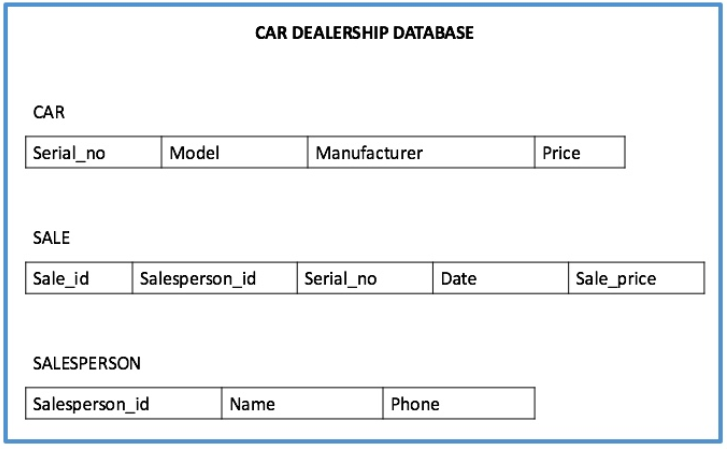 CAR DEALERSHIP DATABASE
CAR
Serial_no Model Manufacturer Price
SALE
Sale_id Salesperson_id Serial_no Date Sale_price
SALESPERSON
Salesperson_id Name Phone